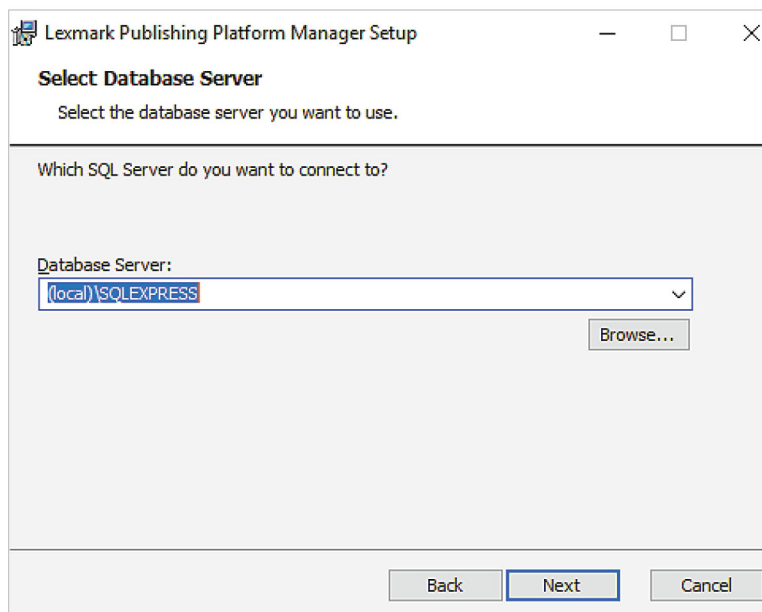 Lexmark Publishing Platform Manager Setup
Select Database Server
Select the database server you want to use.
Which SQL Server do you want to connect to?
Database Server:
(local)\SQLEXPRESS
Browse...
Back Next Cancel